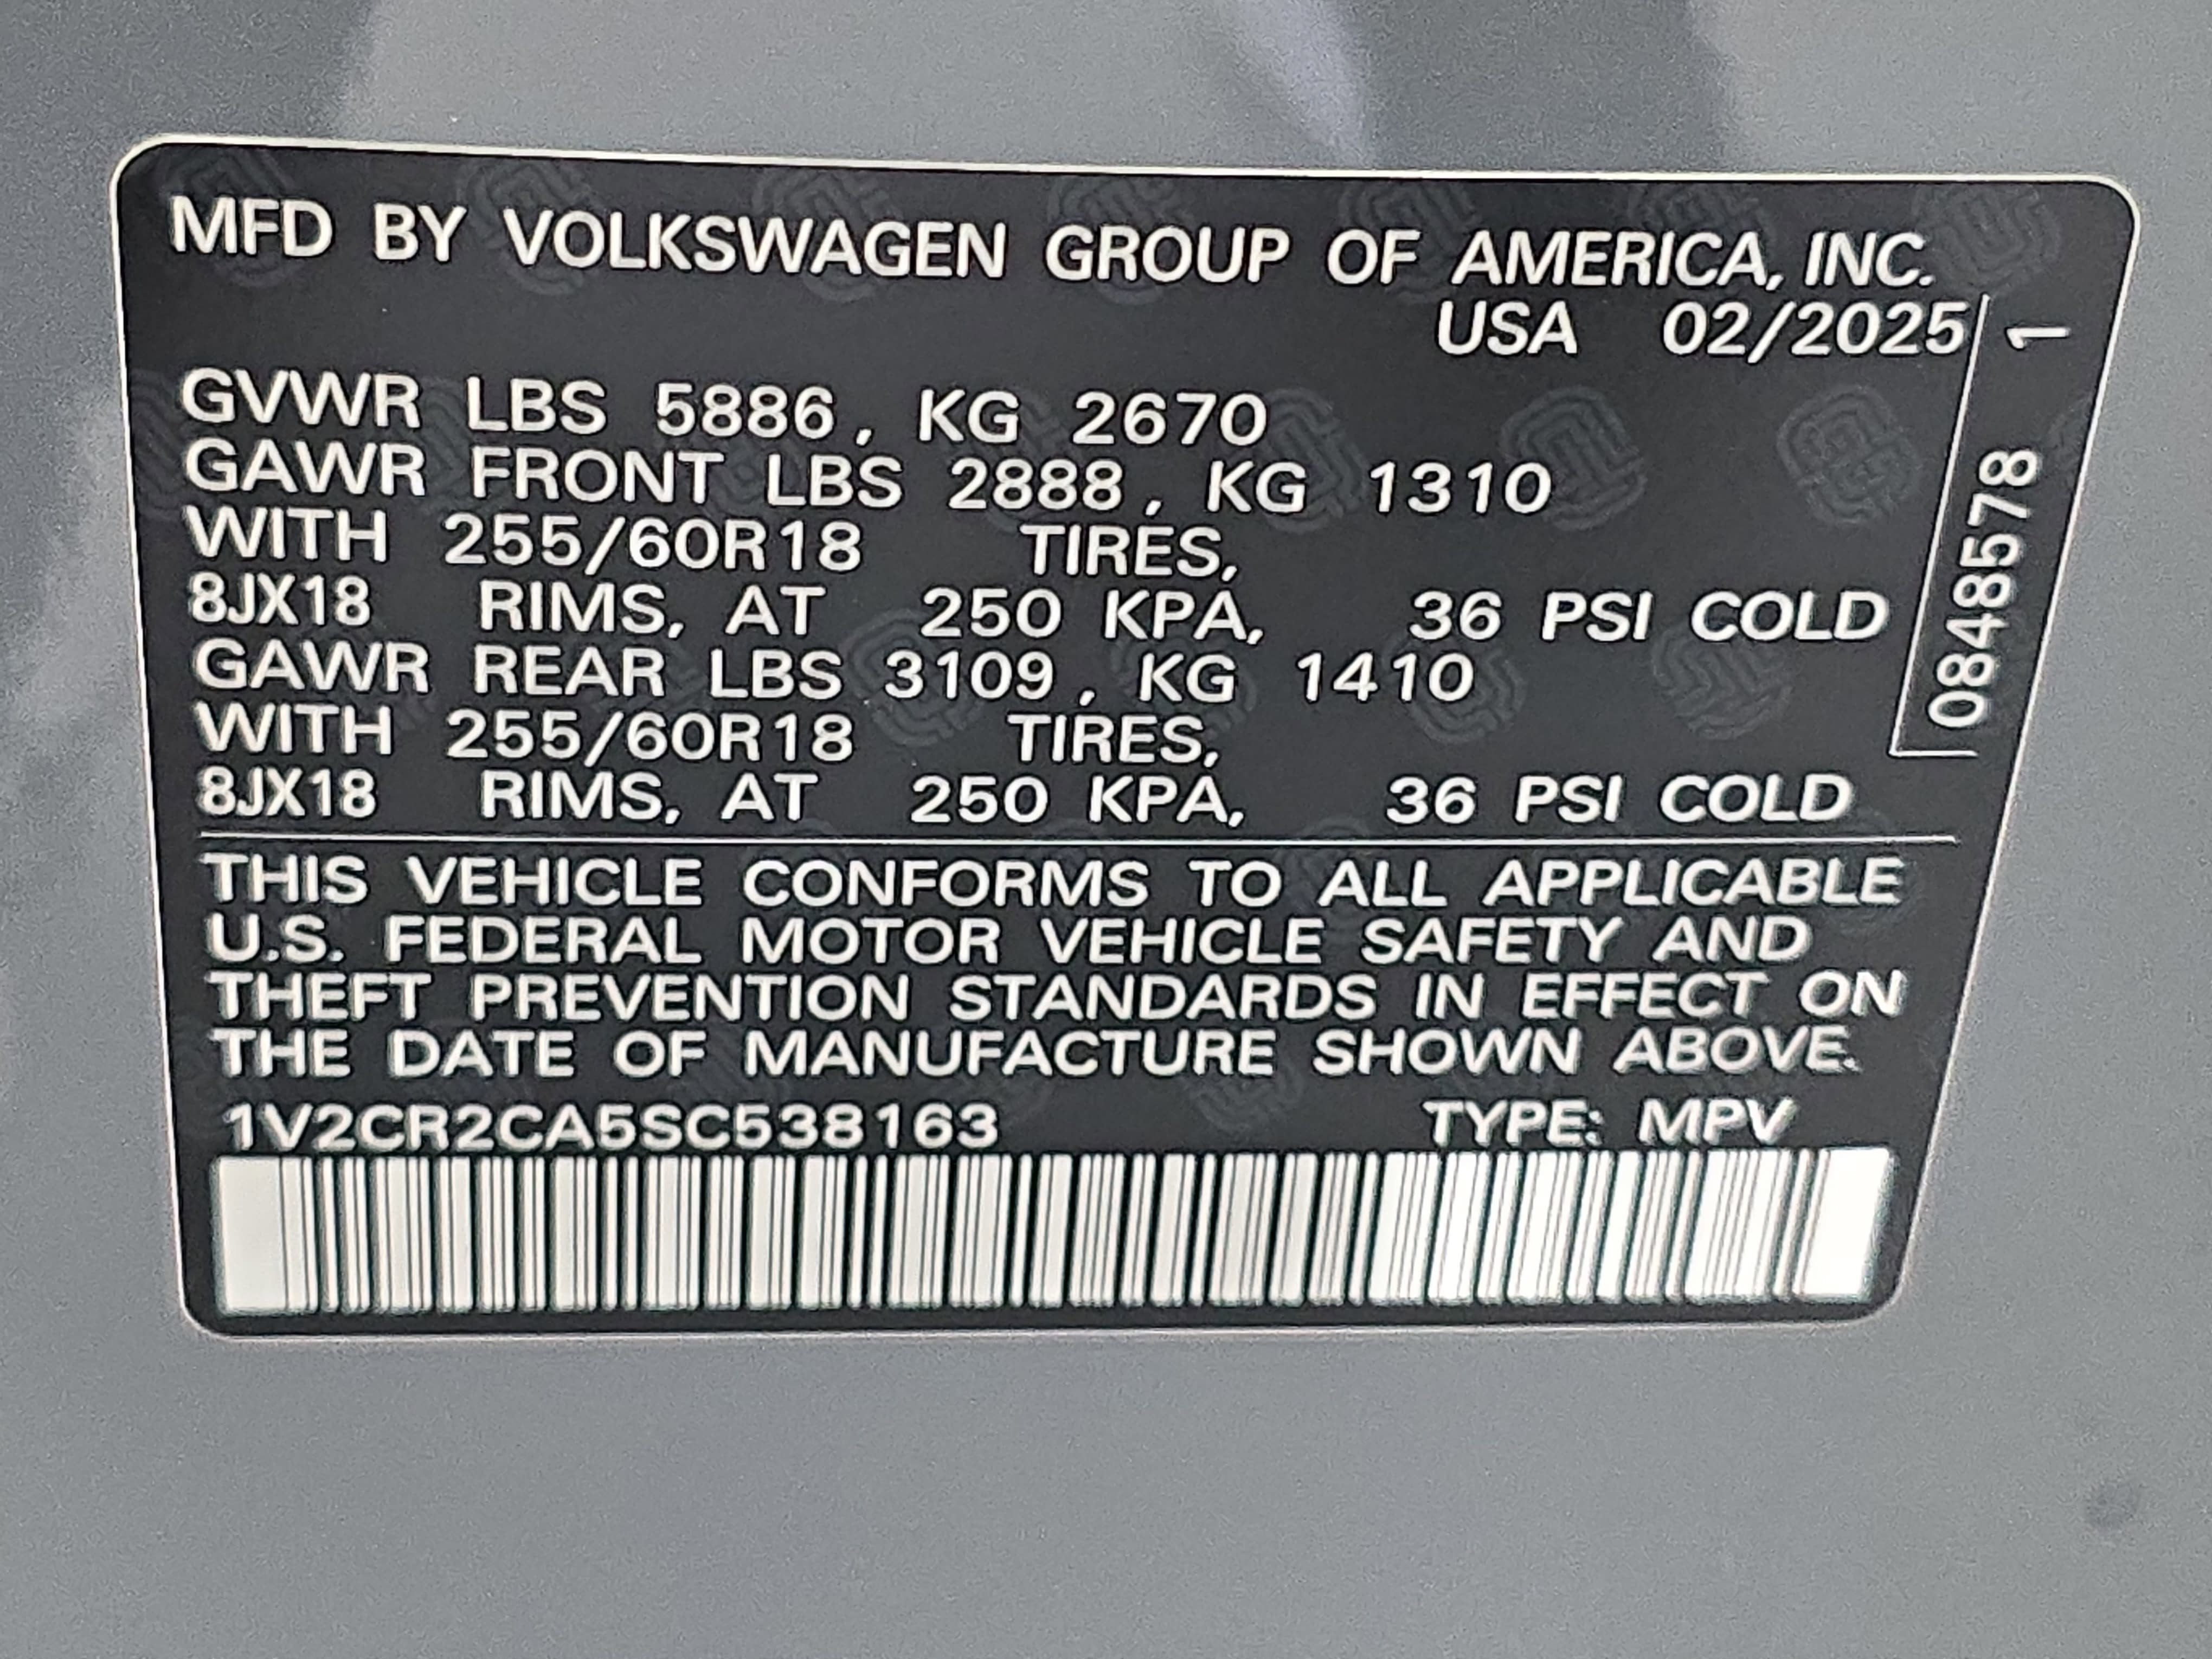 MFD BY VOLKSWAGEN GROUP OF AMERICA, INC.
USA 02/2025
GVWR LBS 5886, KG 2670
GAWR FRONT LBS 2888, KG 1310
WITH 255/60R18 TIRES,
8JX18 RIMS, AT 250 KPA, 36 PSI COLD
GAWR REAR LBS 3109, KG 1410
WITH 255/60R18 TIRES,
8JX18 RIMS, AT 250 KPA, 36 PSI COLD
0848578 1
THIS VEHICLE CONFORMS TO ALL APPLICABLE
U.S. FEDERAL MOTOR VEHICLE SAFETY AND
THEFT PREVENTION STANDARDS IN EFFECT ON
THE DATE OF MANUFACTURE SHOWN ABOVE.
1V2CR2CA5SC538163 TYPE: MPV